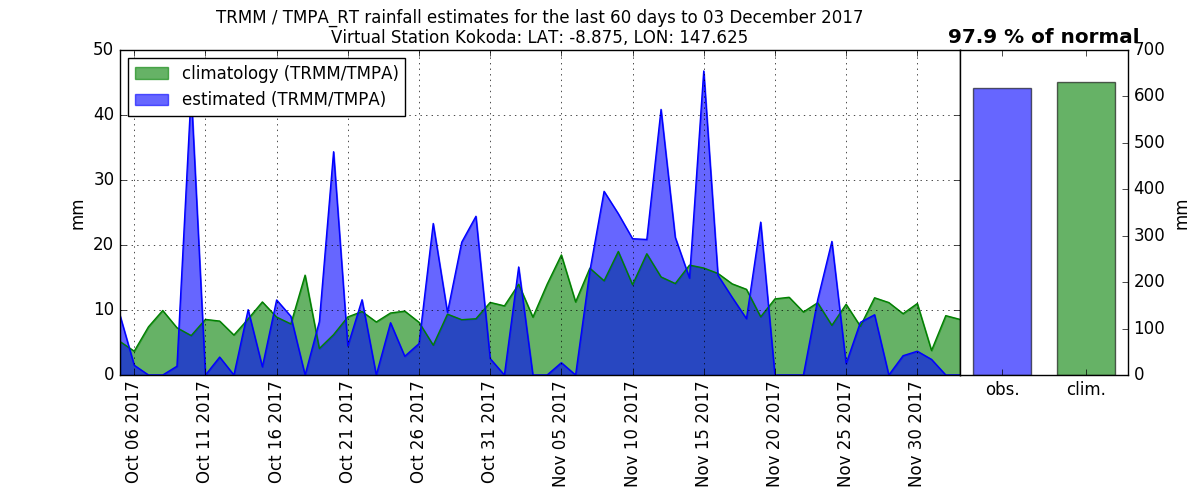 TRMM / TMPA_RT rainfall estimates for the last 60 days to 03 December 2017
Virtual Station Kokoda: LAT: -8.875, LON: 147.625
97.9 % of normal
climatology (TRMM/TMPA)
estimated (TRMM/TMPA)
50
40
30
20
10
0
mm
Oct 06 2017
Oct 11 2017
Oct 16 2017
Oct 21 2017
Oct 26 2017
Oct 31 2017
Nov 05 2017
Nov 10 2017
Nov 15 2017
Nov 20 2017
Nov 25 2017
Nov 30 2017
700
600
500
400
300
200
100
0
mm
obs.
clim.